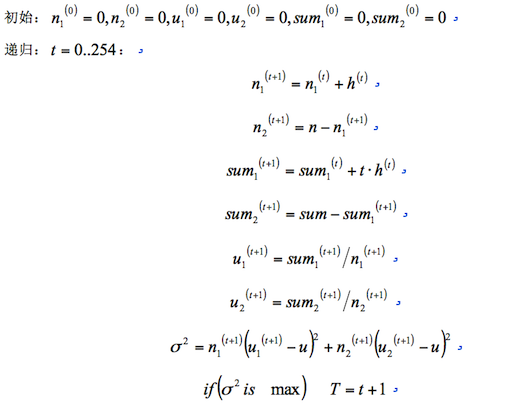 初始：n₁⁽⁰⁾ = 0, n₂⁽⁰⁾ = 0, u₁⁽⁰⁾ = 0, u₂⁽⁰⁾ = 0, sum₁⁽⁰⁾ = 0, sum₂⁽⁰⁾ = 0
递归：t = 0..254：
n₁⁽ᵗ⁺¹⁾ = n₁⁽ᵗ⁾ + h⁽ᵗ⁾
n₂⁽ᵗ⁺¹⁾ = n − n₁⁽ᵗ⁺¹⁾
sum₁⁽ᵗ⁺¹⁾ = sum₁⁽ᵗ⁾ + t · h⁽ᵗ⁾
sum₂⁽ᵗ⁺¹⁾ = sum − sum₁⁽ᵗ⁺¹⁾
u₁⁽ᵗ⁺¹⁾ = sum₁⁽ᵗ⁺¹⁾/n₁⁽ᵗ⁺¹⁾
u₂⁽ᵗ⁺¹⁾ = sum₂⁽ᵗ⁺¹⁾/n₂⁽ᵗ⁺¹⁾
σ² = n₁⁽ᵗ⁺¹⁾(u₁⁽ᵗ⁺¹⁾ − u)² + n₂⁽ᵗ⁺¹⁾(u₂⁽ᵗ⁺¹⁾ − u)²
if(σ² is max) T = t + 1